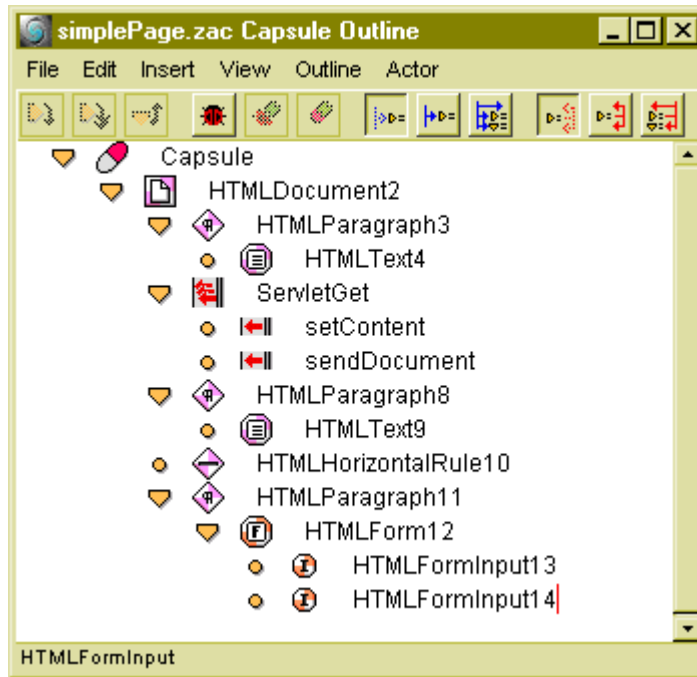 simplePage.zac Capsule Outline
File Edit Insert View Outline Actor
Capsule
HTMLDocument2
HTMLParagraph3
HTMLText4
ServletGet
setContent
sendDocument
HTMLParagraph8
HTMLText9
HTMLHorizontalRule10
HTMLParagraph11
HTMLForm12
HTMLFormInput13
HTMLFormInput14
HTMLFormInput